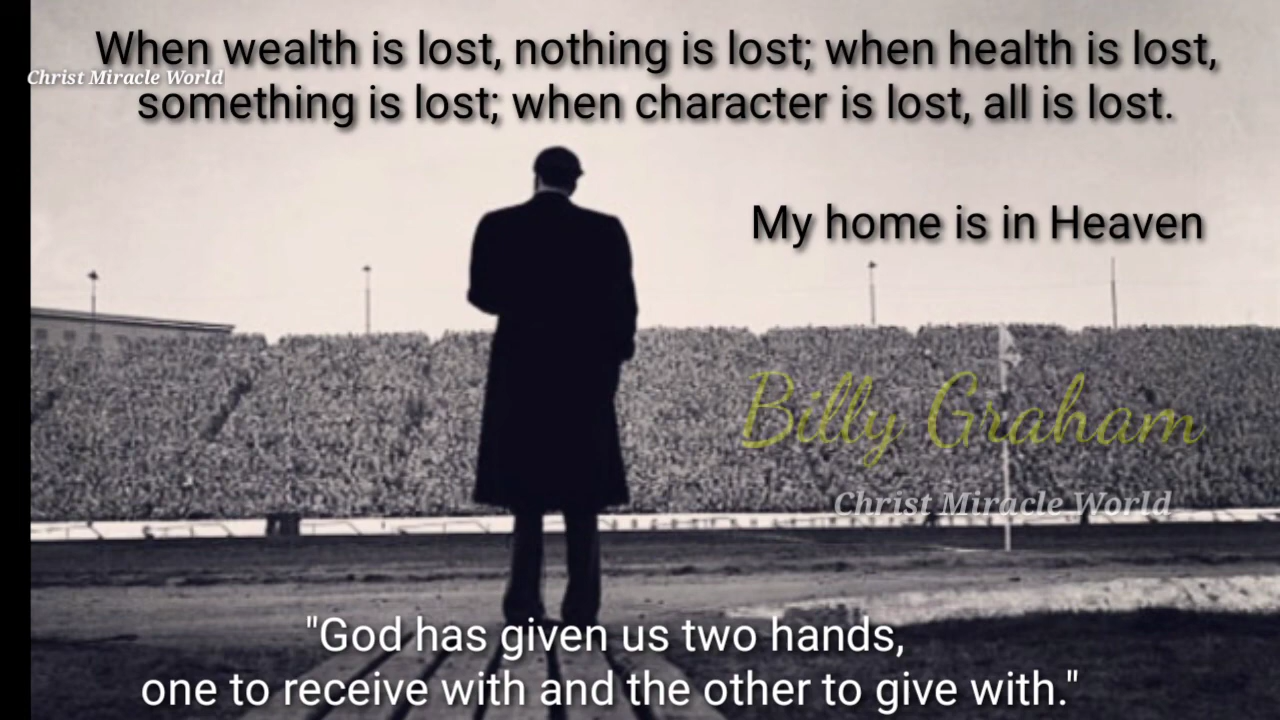 When wealth is lost, nothing is lost; when health is lost,
Christ Miracle World
something is lost; when character is lost, all is lost.
My home is in Heaven
Billy Graham
Christ Miracle World
"God has given us two hands,
one to receive with and the other to give with."